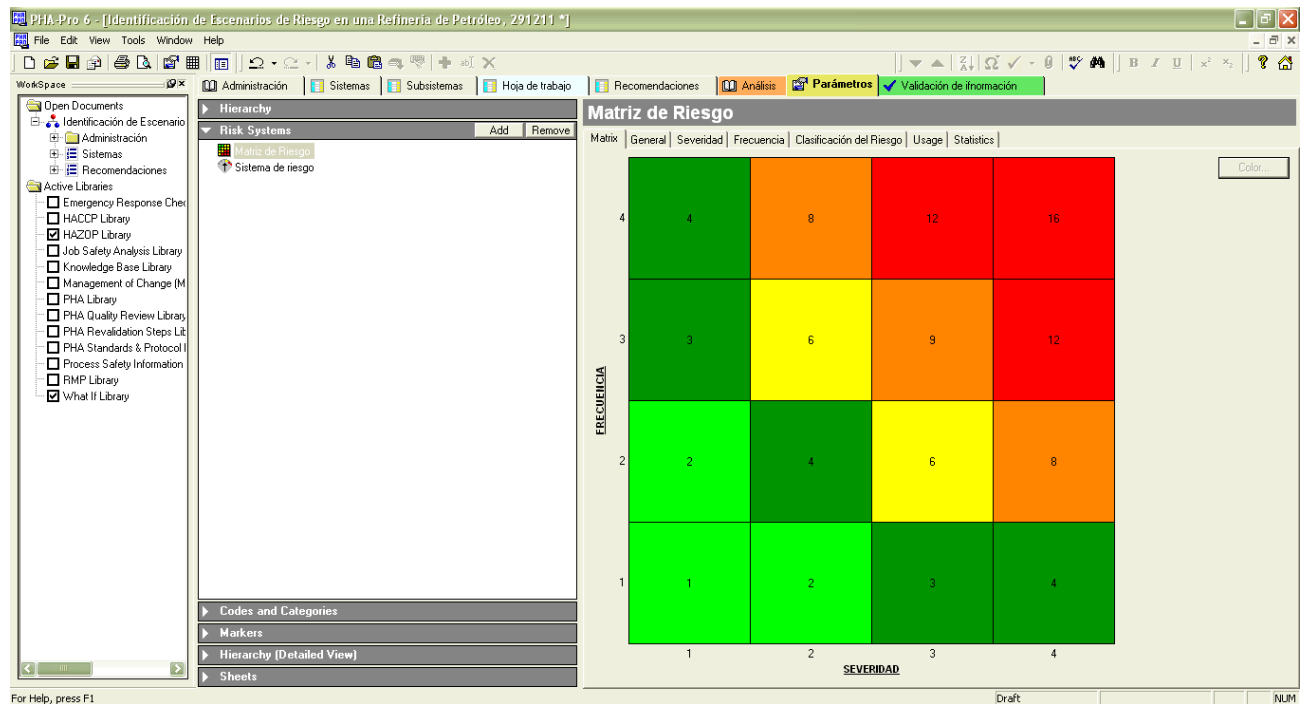 PHA-Pro 6 - [Identificación de Escenarios de Riesgo en una Refinería de Petróleo, 291211 *]
File Edit View Tools Window Help
B I U x² x₂
WorkSpace
Administración Sistemas Subsistemas Hoja de trabajo Recomendaciones Análisis Parámetros Validación de ifnormación
Open Documents
Identificación de Escenario
Administración
Sistemas
Recomendaciones
Active Libraries
Emergency Response Chec
HACCP Library
HAZOP Library
Job Safety Analysis Library
Knowledge Base Library
Management of Change (M
PHA Library
PHA Quality Review Library
PHA Revalidation Steps Lib
PHA Standards & Protocol I
Process Safety Information
RMP Library
What If Library
Hierarchy
Risk Systems Add Remove
Matriz de Riesgo
Sistema de riesgo
Codes and Categories
Markers
Hierarchy (Detailed View)
Sheets
Matriz de Riesgo
Matrix General Severidad Frecuencia Clasificación del Riesgo Usage Statistics
Color...
4 4 8 12 16
3 3 6 9 12
FRECUENCIA
2 2 4 6 8
1 1 2 3 4
1 2 3 4
SEVERIDAD
For Help, press F1
Draft NUM